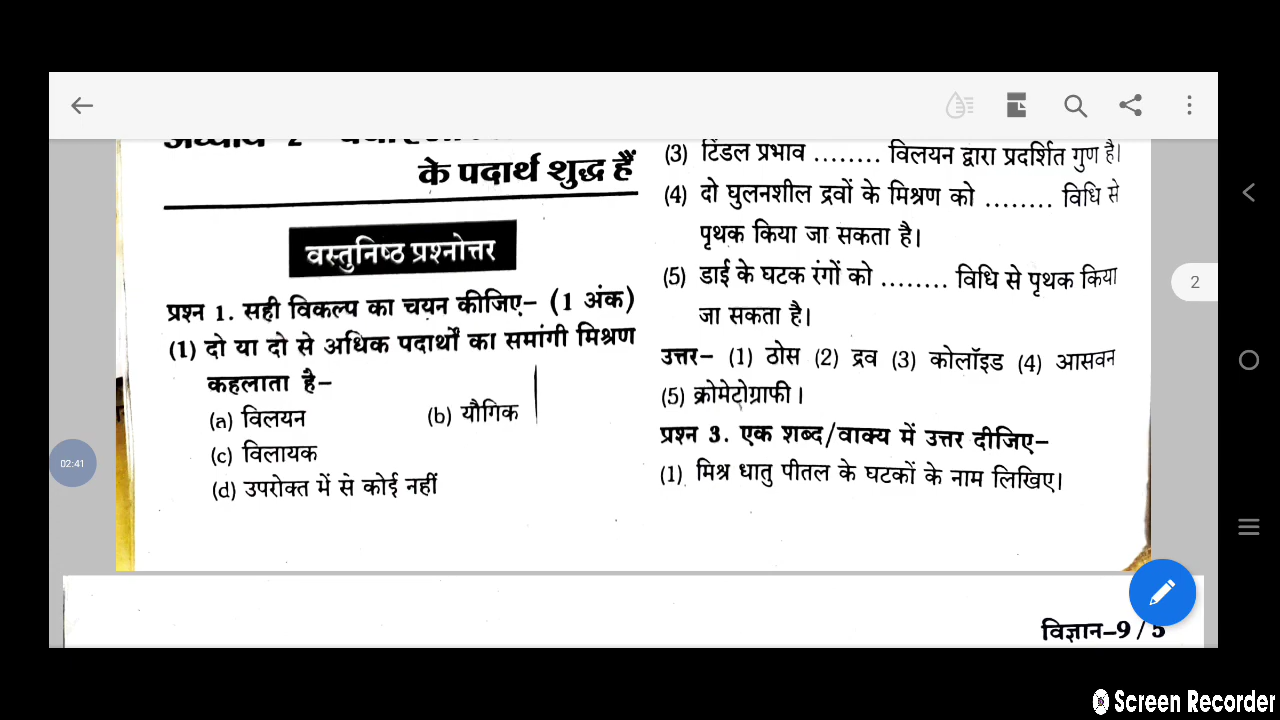 के पदार्थ शुद्ध हैं
वस्तुनिष्ठ प्रश्नोत्तर
प्रश्न 1. सही विकल्प का चयन कीजिए– (1 अंक)
(1) दो या दो से अधिक पदार्थों का समांगी मिश्रण
कहलाता है–
(a) विलयन (b) यौगिक
(c) विलायक
(d) उपरोक्त में से कोई नहीं
(3) टिंडल प्रभाव ........ विलयन द्वारा प्रदर्शित गुण है।
(4) दो घुलनशील द्रवों के मिश्रण को ........ विधि से
पृथक किया जा सकता है।
(5) डाई के घटक रंगों को ........ विधि से पृथक किया
जा सकता है।
उत्तर– (1) ठोस (2) द्रव (3) कोलॉइड (4) आसवन
(5) क्रोमेटोग्राफी।
प्रश्न 3. एक शब्द/वाक्य में उत्तर दीजिए–
(1) मिश्र धातु पीतल के घटकों के नाम लिखिए।
2
02:41
विज्ञान–9/5
Screen Recorder